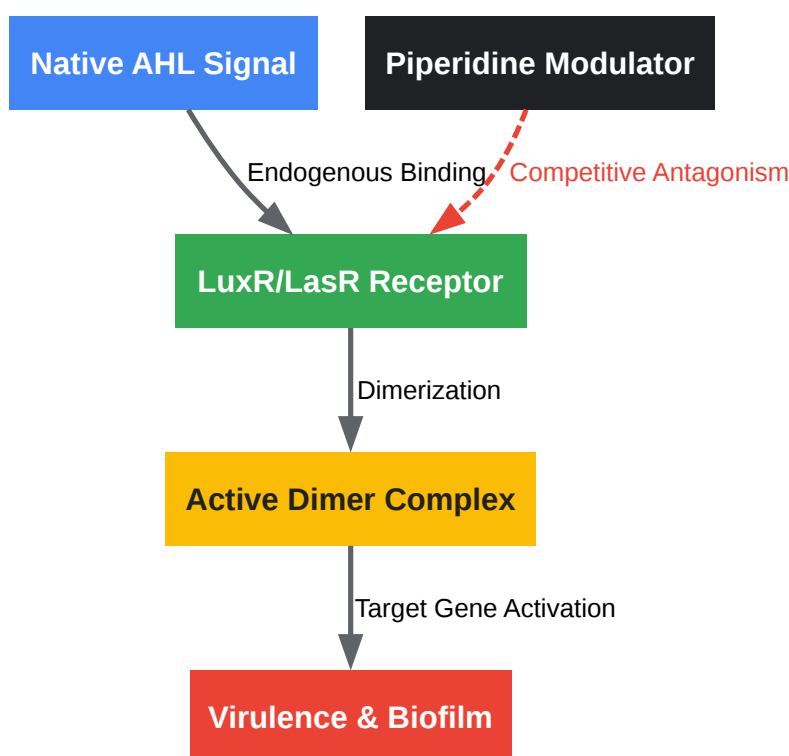 Native AHL Signal
Piperidine Modulator
Endogenous Binding
Competitive Antagonism
LuxR/LasR Receptor
Dimerization
Active Dimer Complex
Target Gene Activation
Virulence & Biofilm